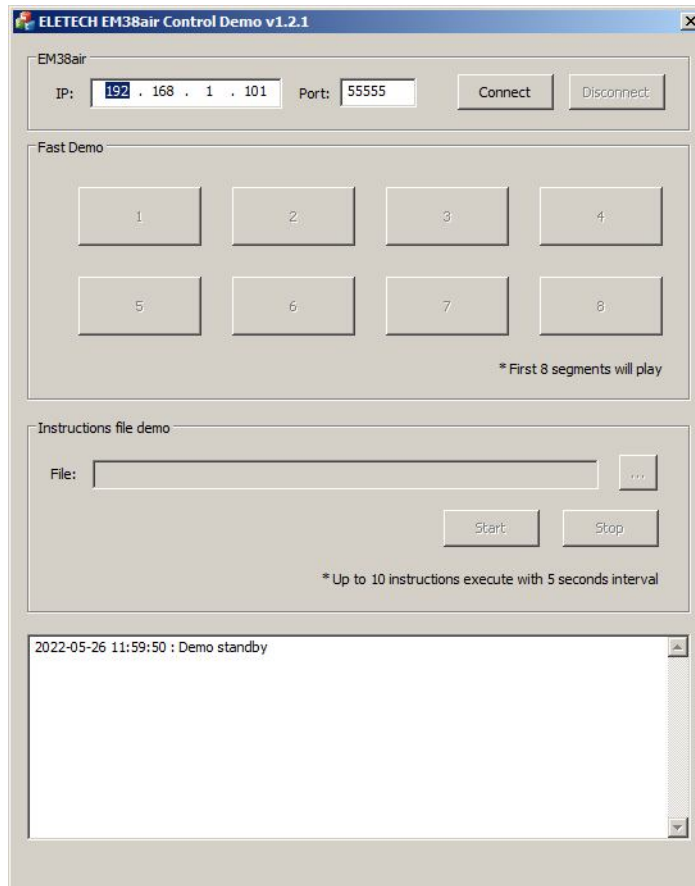 ELETECH EM38air Control Demo v1.2.1
EM38air
IP: 192 . 168 . 1 . 101 Port: 55555 Connect Disconnect
Fast Demo
1 2 3 4
5 6 7 8
* First 8 segments will play
Instructions file demo
File: ...
Start Stop
* Up to 10 instructions execute with 5 seconds interval
2022-05-26 11:59:50 : Demo standby